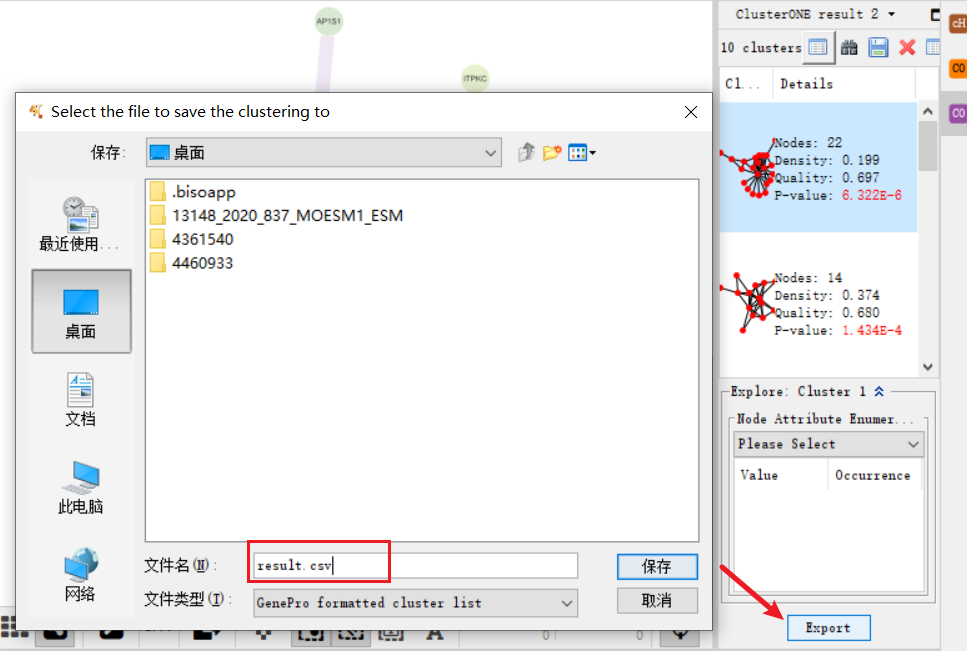 AP1S1
ITPKC
ClusterONE result 2
10 clusters
Cl...
Details
Nodes: 22
Density: 0.199
Quality: 0.697
P-value: 6.322E-6
Nodes: 14
Density: 0.374
Quality: 0.680
P-value: 1.434E-4
Explore: Cluster 1
Node Attribute Enumer...
Please Select
Value
Occurrence
Export
cH
CO
CO
Select the file to save the clustering to
保存:
桌面
最近使用...
桌面
文档
此电脑
网络
.bisoapp
13148_2020_837_MOESM1_ESM
4361540
4460933
文件名(N):
result.csv
保存
文件类型(T):
GenePro formatted cluster list
取消
A
0
0